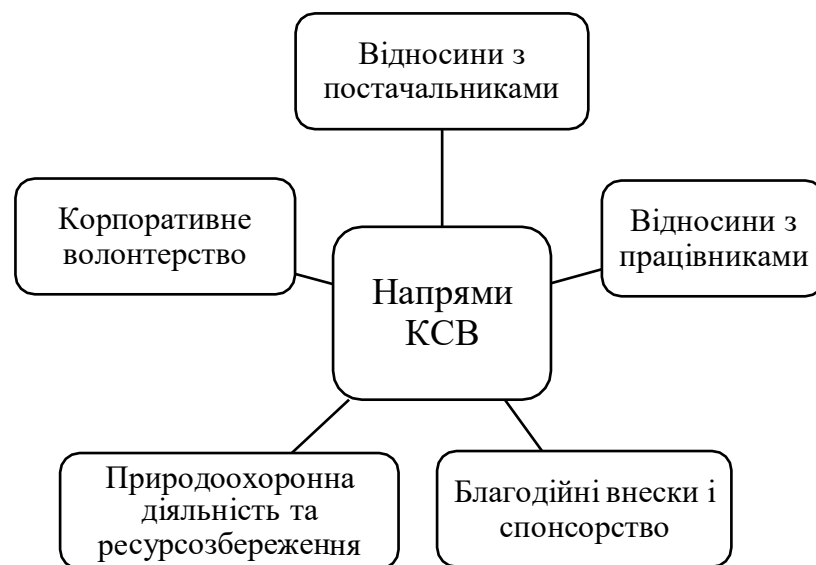 Відносини з
постачальниками
Корпоративне
волонтерство
Відносини з
працівниками
Напрями
КСВ
Природоохоронна
діяльність та
ресурсозбереження
Благодійні внески і
спонсорство